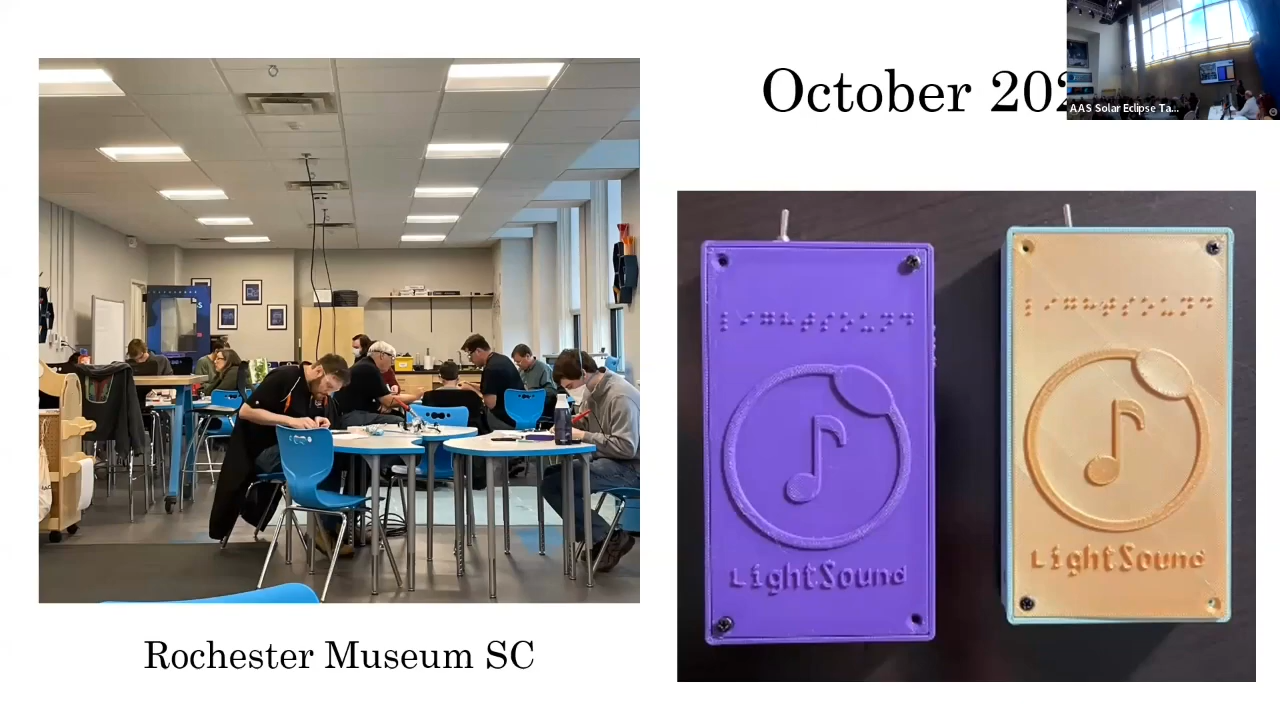 October 202
AAS Solar Eclipse Ta...
LightSound
LightSound
Rochester Museum SC